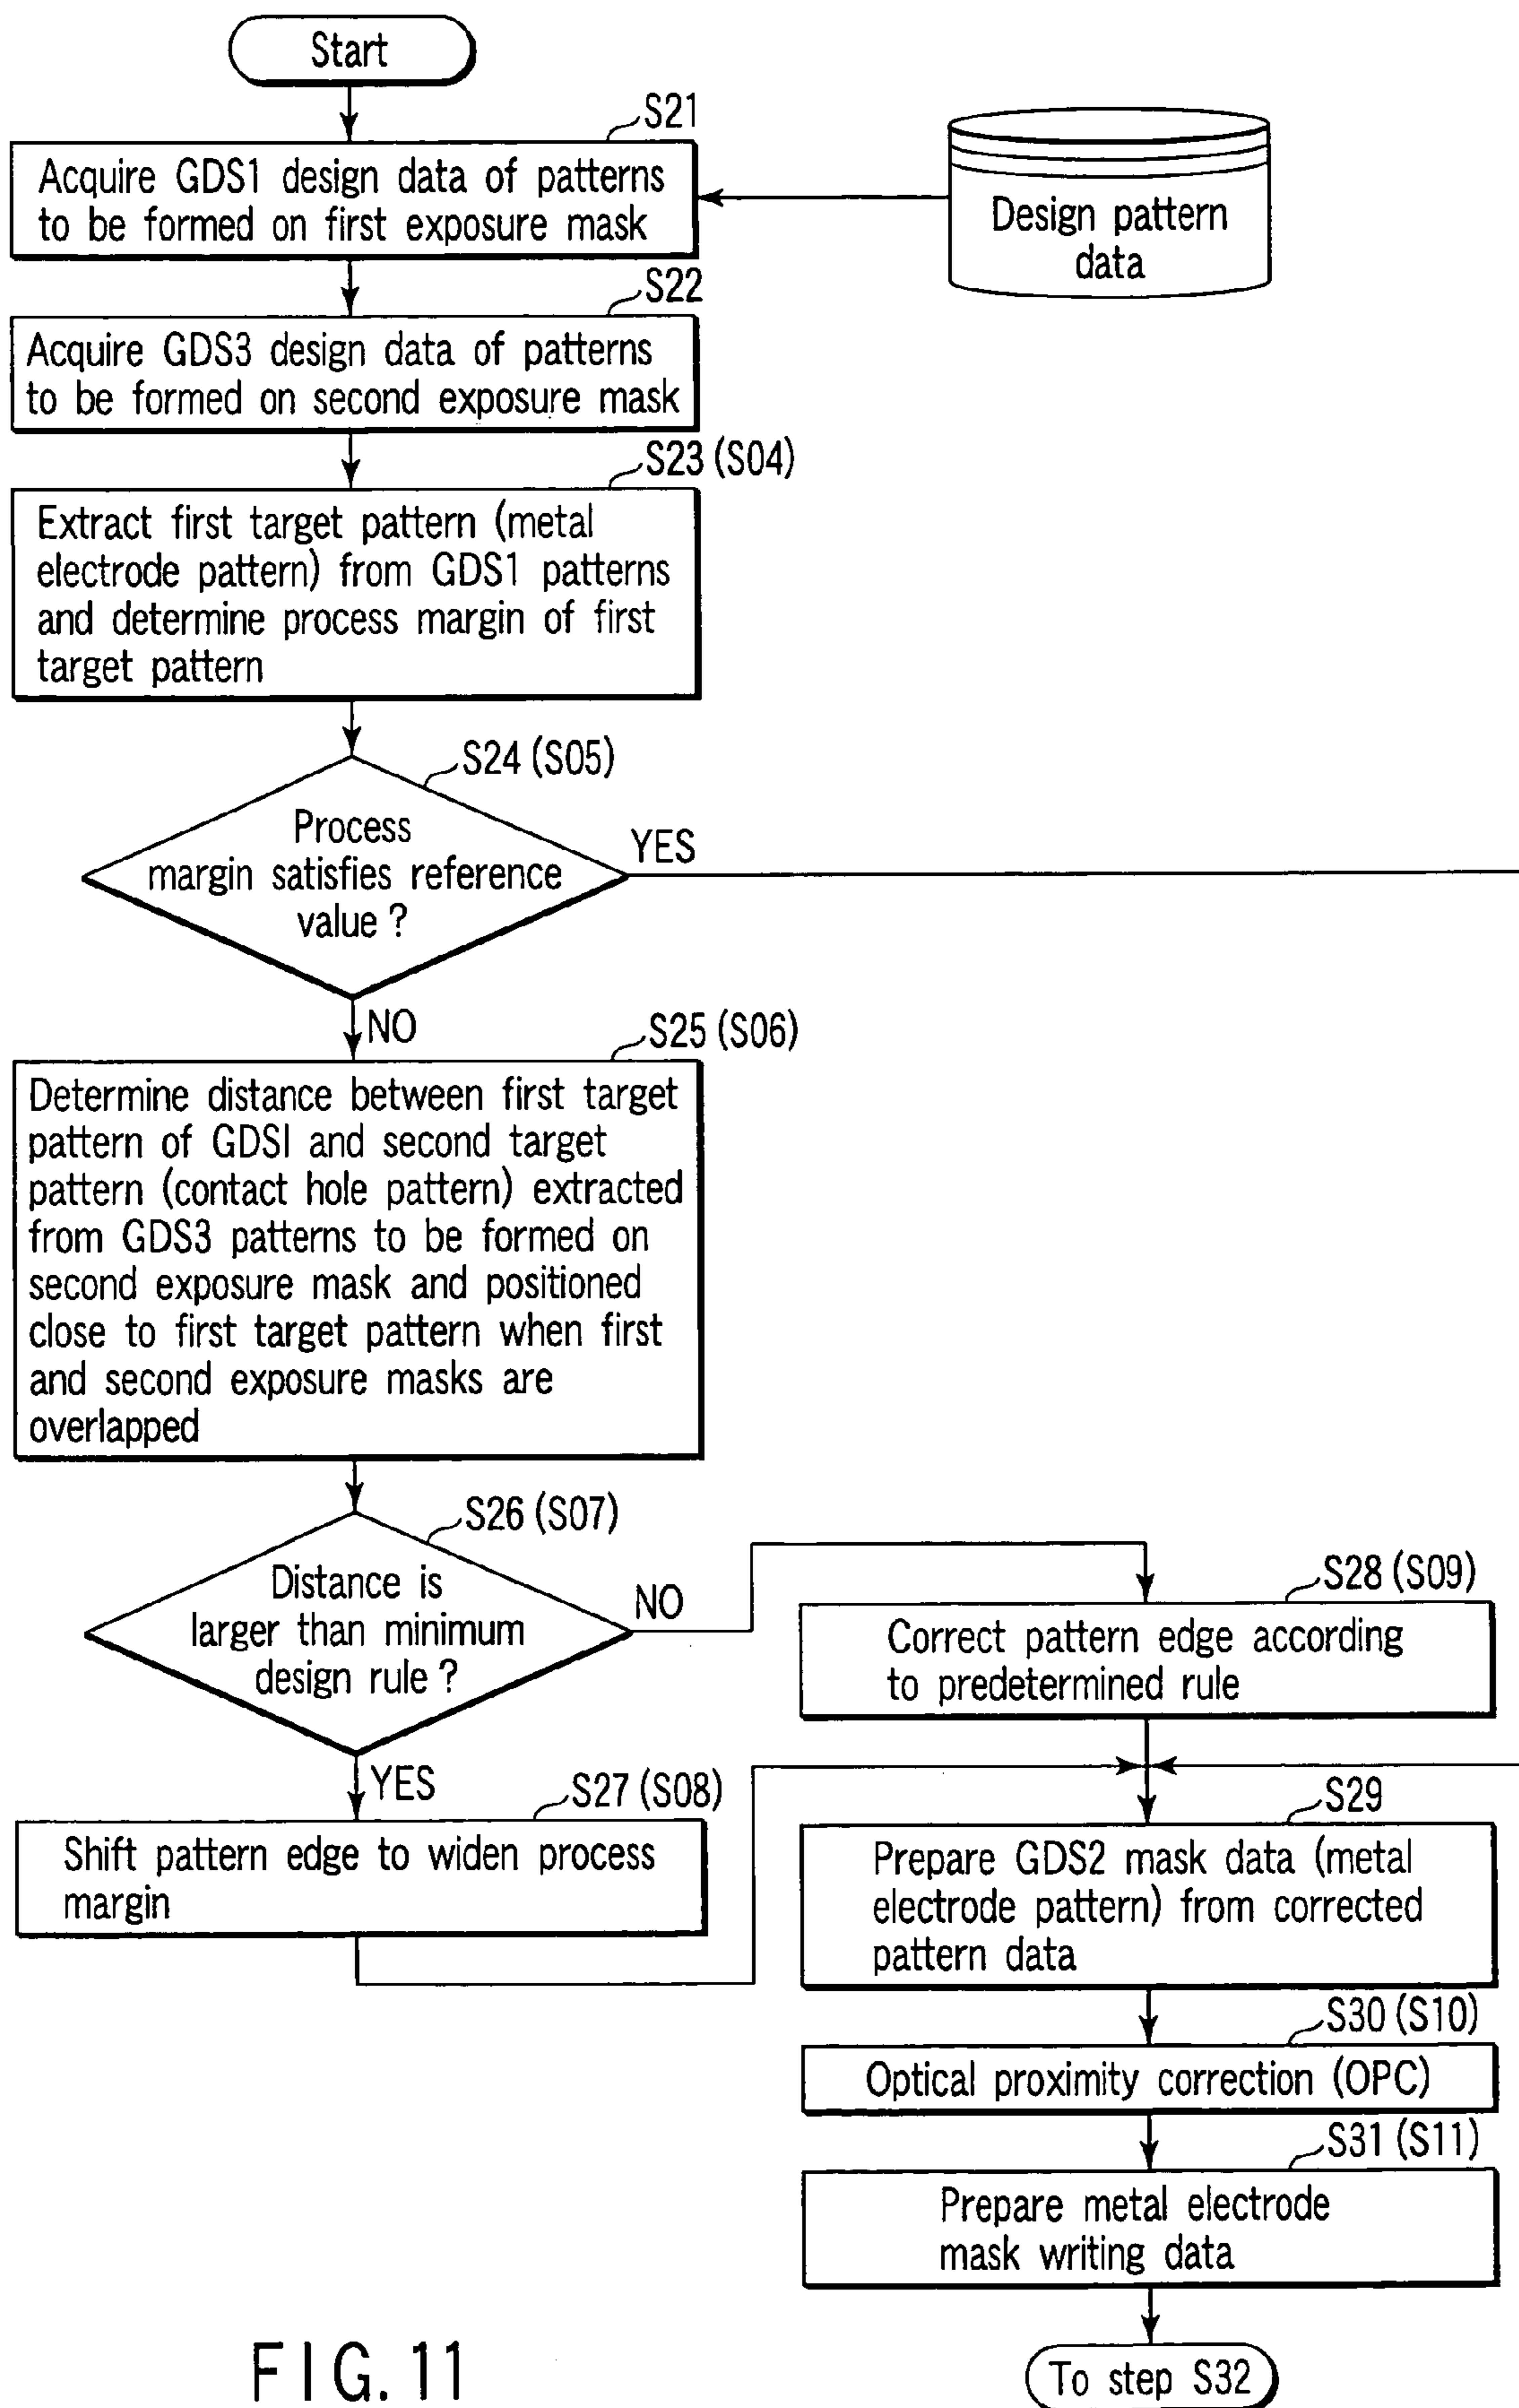 Start
S21
Acquire GDS1 design data of patterns
to be formed on first exposure mask
Design pattern
data
S22
Acquire GDS3 design data of patterns
to be formed on second exposure mask
S23 (S04)
Extract first target pattern (metal
electrode pattern) from GDS1 patterns
and determine process margin of first
target pattern
S24 (S05)
Process
margin satisfies reference
value ?
YES
NO
S25 (S06)
Determine distance between first target
pattern of GDSI and second target
pattern (contact hole pattern) extracted
from GDS3 patterns to be formed on
second exposure mask and positioned
close to first target pattern when first
and second exposure masks are
overlapped
S26 (S07)
Distance is
larger than minimum
design rule ?
NO
YES
S27 (S08)
Shift pattern edge to widen process
margin
S28 (S09)
Correct pattern edge according
to predetermined rule
S29
Prepare GDS2 mask data (metal
electrode pattern) from corrected
pattern data
S30 (S10)
Optical proximity correction (OPC)
S31 (S11)
Prepare metal electrode
mask writing data
To step S32
FIG. 11